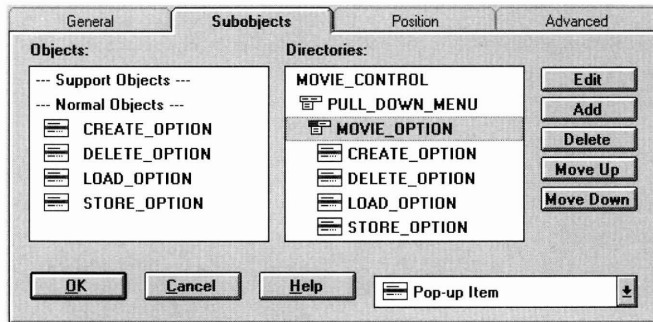 General
Subobjects
Position
Advanced
Objects:
--- Support Objects ---
--- Normal Objects ---
CREATE_OPTION
DELETE_OPTION
LOAD_OPTION
STORE_OPTION
Directories:
MOVIE_CONTROL
PULL_DOWN_MENU
MOVIE_OPTION
CREATE_OPTION
DELETE_OPTION
LOAD_OPTION
STORE_OPTION
Edit
Add
Delete
Move Up
Move Down
OK
Cancel
Help
Pop-up Item